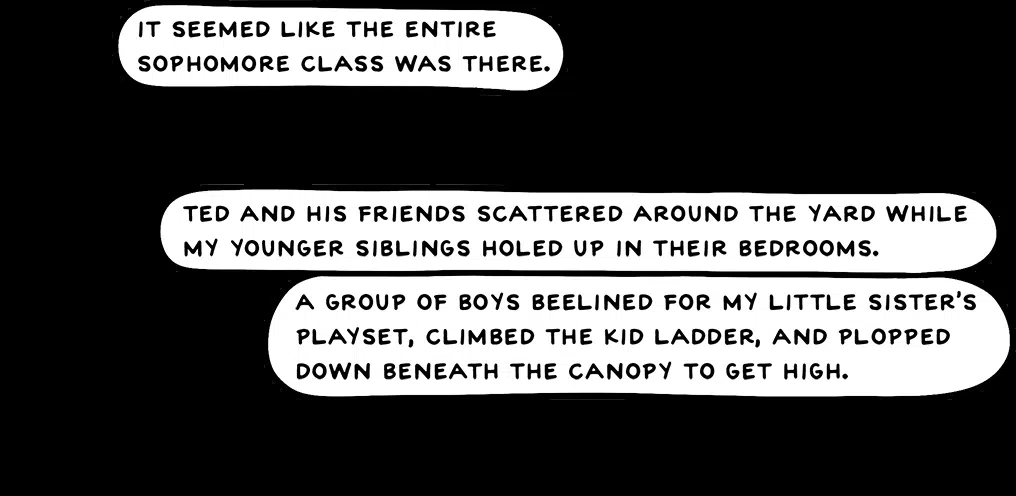 IT SEEMED LIKE THE ENTIRE
SOPHOMORE CLASS WAS THERE.
TED AND HIS FRIENDS SCATTERED AROUND THE YARD WHILE
MY YOUNGER SIBLINGS HOLED UP IN THEIR BEDROOMS.
A GROUP OF BOYS BEELINED FOR MY LITTLE SISTER'S
PLAYSET, CLIMBED THE KID LADDER, AND PLOPPED
DOWN BENEATH THE CANOPY TO GET HIGH.